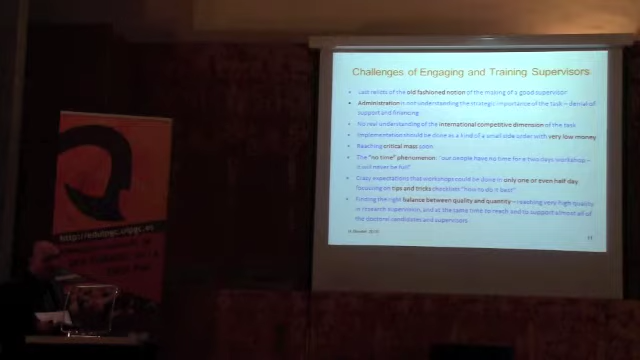 Challenges of Engaging and Training Supervisors
of the old fashioned notion of the making of a good supervisor
Administration is not understanding the strategic importance of the task – denial of
support and financing
No real understanding of the international competitive dimension of the task
Implementation should be done as a kind of a small side order with very low money
Reaching critical mass soon
The "no time" phenomenon: "our people have no time for a two days workshop –
it will never be full"
Crazy expectations that workshops could be done in only one or even half day
focusing on tips and tricks checklists "how to do it best"
Finding the right balance between quality and quantity – reaching very high quality
in research supervision, and at the same time to reach and to support almost all of
the doctoral candidates and supervisors
11